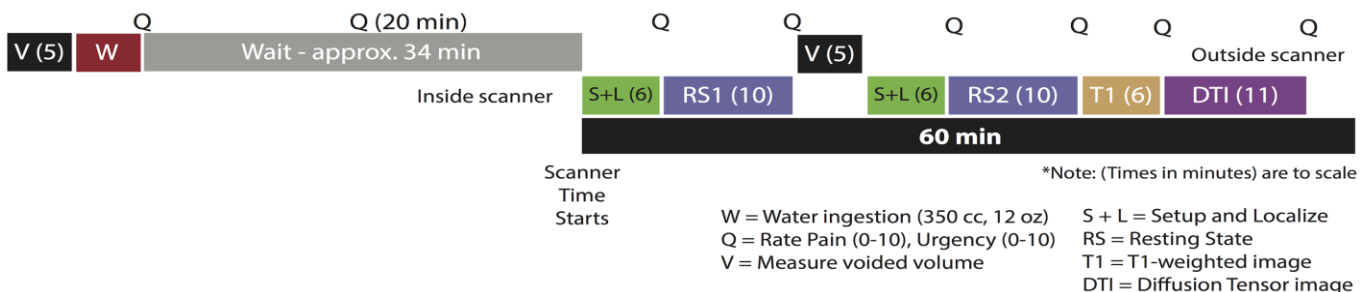 Q Q (20 min) Q Q Q Q Q Q
V (5) W Wait - approx. 34 min V (5) Outside scanner
Inside scanner S+L (6) RS1 (10) S+L (6) RS2 (10) T1 (6) DTI (11)
60 min
Scanner
Time
Starts
*Note: (Times in minutes) are to scale
W = Water ingestion (350 cc, 12 oz)
Q = Rate Pain (0-10), Urgency (0-10)
V = Measure voided volume
S + L = Setup and Localize
RS = Resting State
T1 = T1-weighted image
DTI = Diffusion Tensor image